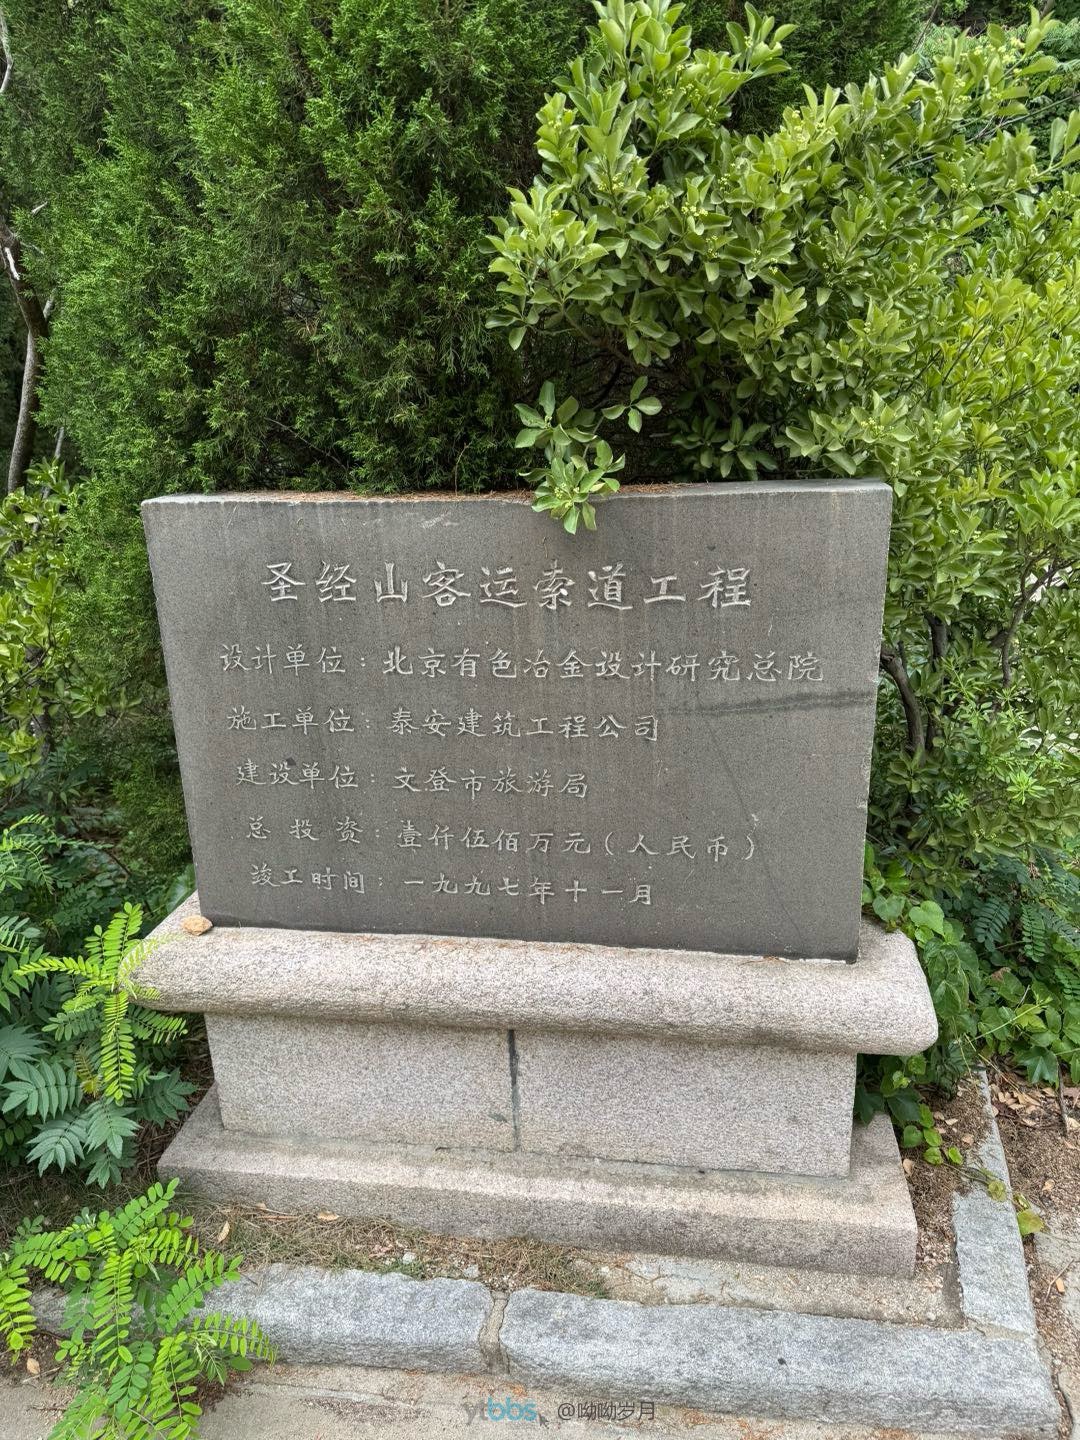 圣经山客运索道工程
设计单位：北京有色冶金设计研究总院
施工单位：泰安建筑工程公司
建设单位：文登市旅游局
总投资：壹仟伍佰万元（人民币）
竣工时间：一九九七年十一月
ytbbs @呦呦岁月